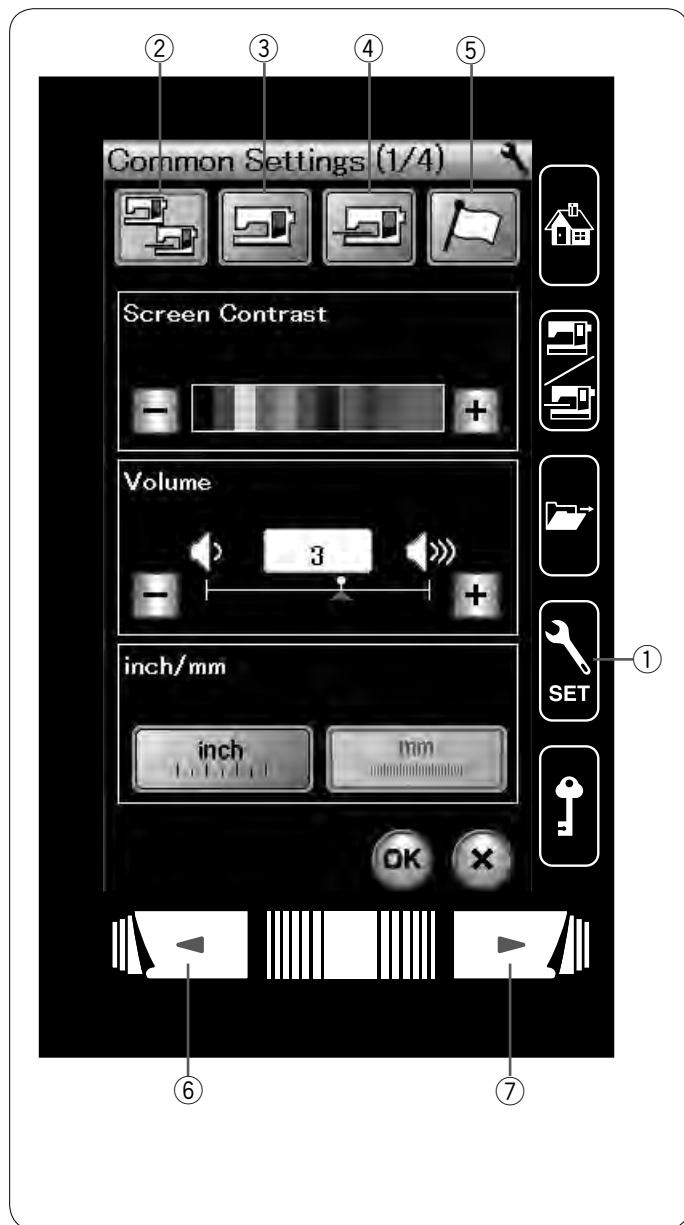 ② ③ ④ ⑤
Common Settings (1/4)
Screen Contrast
− +
Volume
3
− +
inch/mm
inch mm
SET ①
OK ×
⑥ ⑦